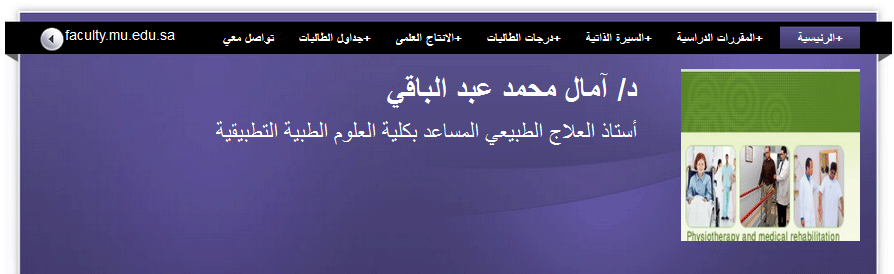 +الرئيسية +المقررات الدراسية +السيرة الذاتية +درجات الطالبات +الانتاج العلمى +جداول الطالبات تواصل معي faculty.mu.edu.sa
د/ آمال محمد عبد الباقي
أستاذ العلاج الطبيعي المساعد بكلية العلوم الطبية التطبيقية
Physiotherapy and medical rehabilitation